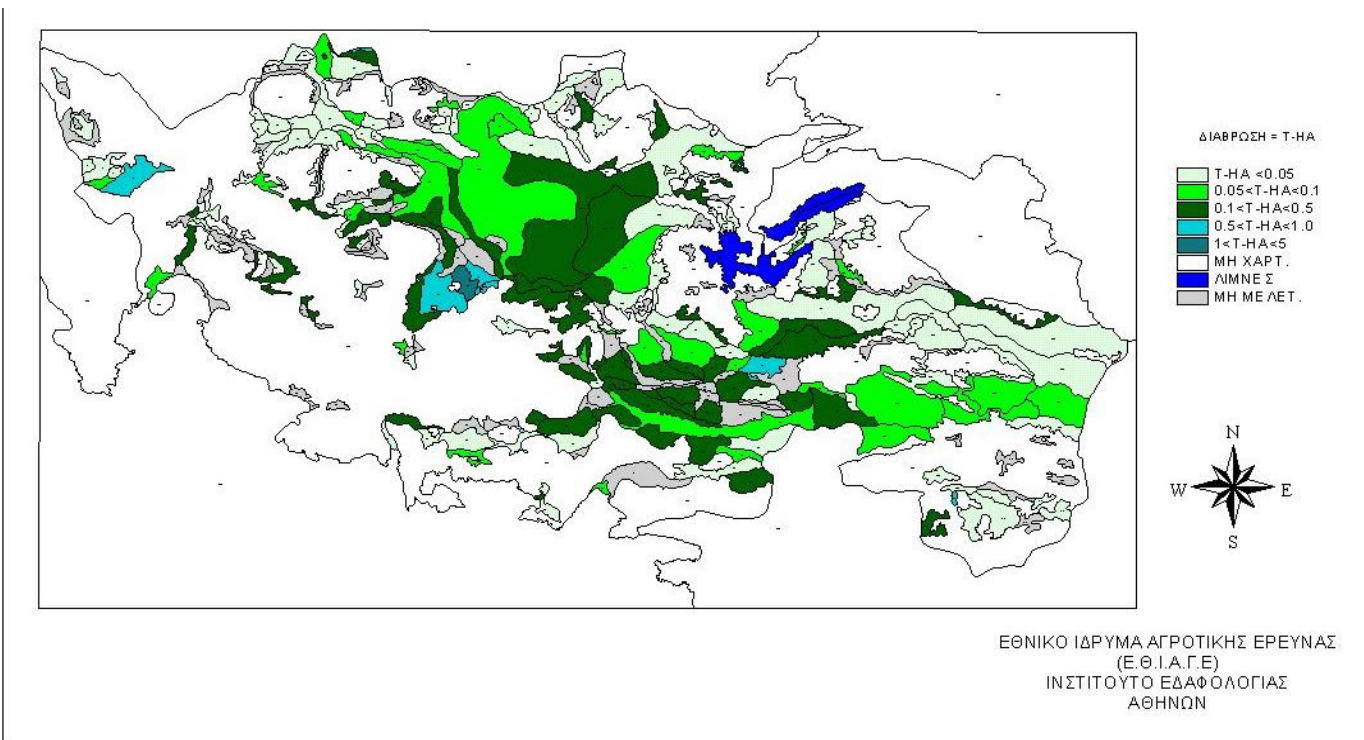 ΔΙΑΒΡΩΣΗ = Τ-ΗΑ
Τ-ΗΑ <0.05
0.05<Τ-ΗΑ<0.1
0.1<Τ-ΗΑ<0.5
0.5<Τ-ΗΑ<1.0
1<Τ-ΗΑ<5
ΜΗ ΧΑΡΤ.
ΛΙΜΝΕΣ
ΜΗ ΜΕΛΕΤ.
N
W E
S
ΕΘΝΙΚΟ ΙΔΡΥΜΑ ΑΓΡΟΤΙΚΗΣ ΕΡΕΥΝΑΣ
(Ε.Θ.Ι.Α.Γ.Ε)
ΙΝΣΤΙΤΟΥΤΟ ΕΔΑΦΟΛΟΓΙΑΣ
ΑΘΗΝΩΝ